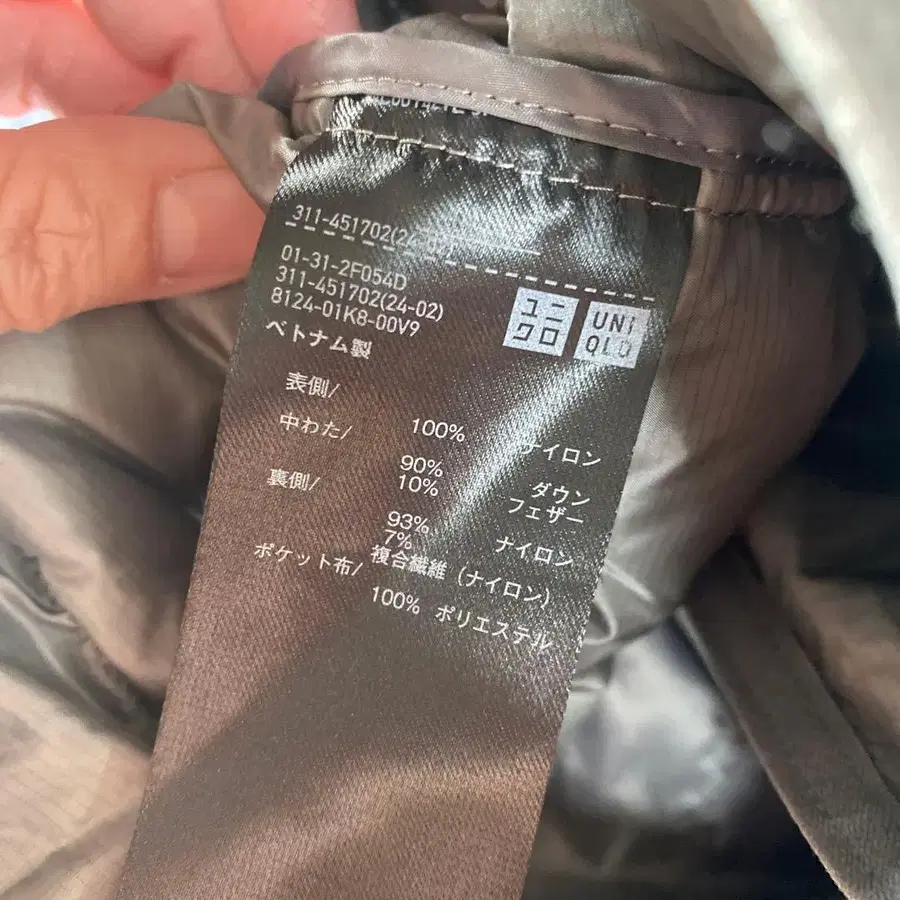 311-451702(24-02)
01-31-2F054D
311-451702(24-02)
8124-01K8-00V9
ベトナム製
ユニ
クロ
UNI
QLO
表側/
100% ナイロン
中わた/
90% ダウン
10% フェザー
裏側/
93% ナイロン
7% 複合繊維 (ナイロン)
ポケット布/
100% ポリエステル